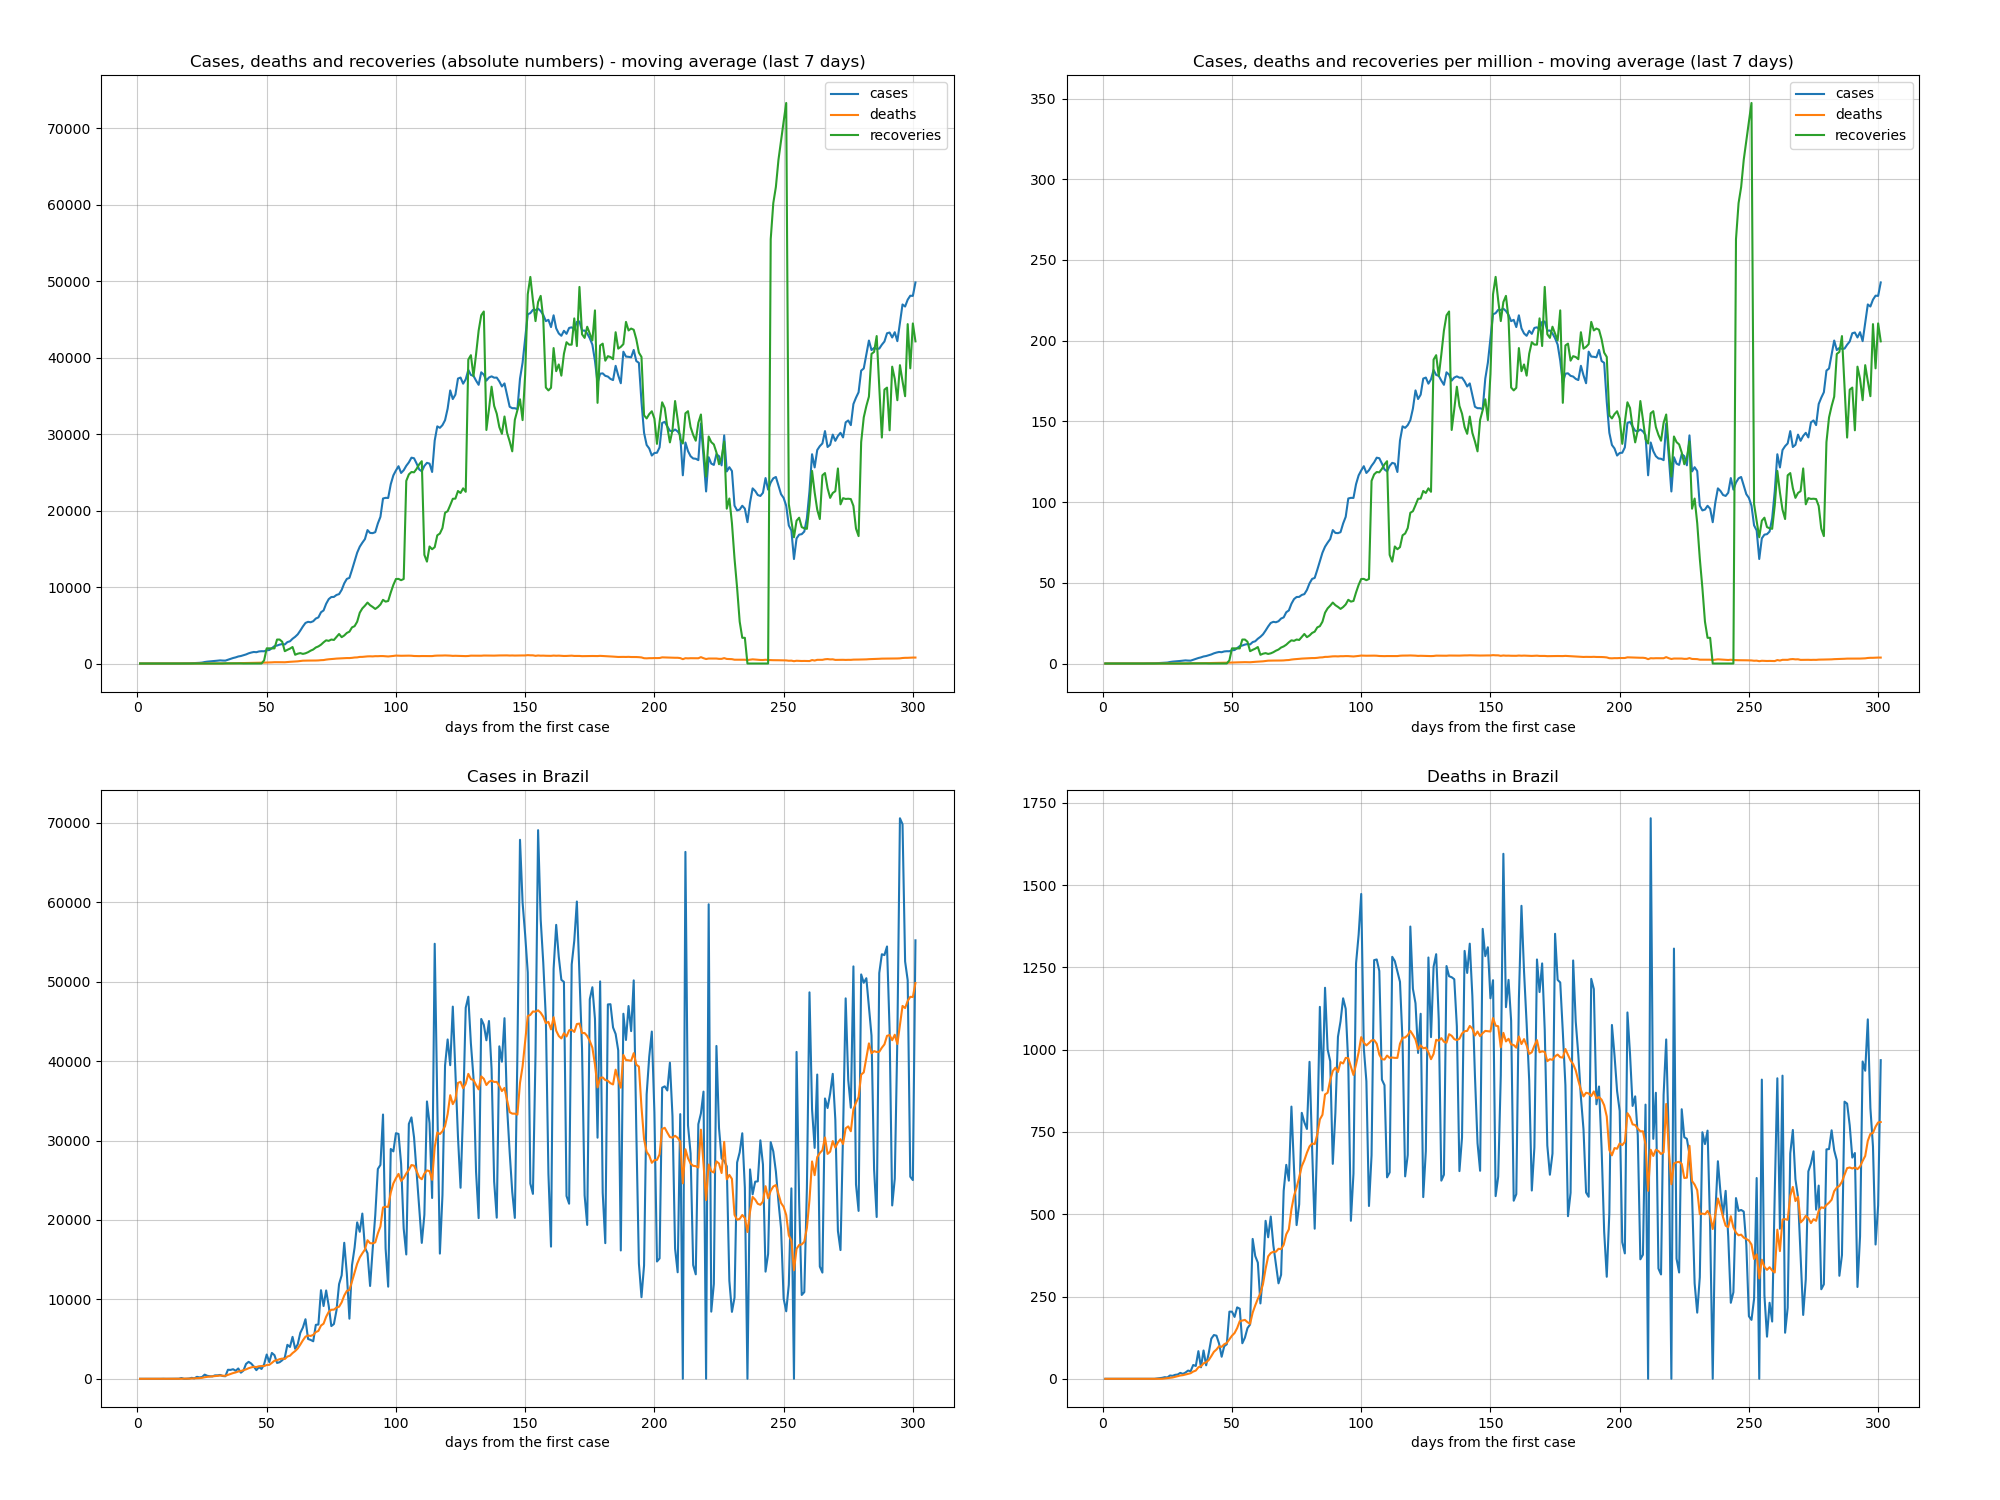 Cases, deaths and recoveries (absolute numbers) - moving average (last 7 days)
cases
deaths
recoveries
70000
60000
50000
40000
30000
20000
10000
0
0 50 100 150 200 250 300
days from the first case
Cases, deaths and recoveries per million - moving average (last 7 days)
cases
deaths
recoveries
350
300
250
200
150
100
50
0
0 50 100 150 200 250 300
days from the first case
Cases in Brazil
70000
60000
50000
40000
30000
20000
10000
0
0 50 100 150 200 250 300
days from the first case
Deaths in Brazil
1750
1500
1250
1000
750
500
250
0
0 50 100 150 200 250 300
days from the first case